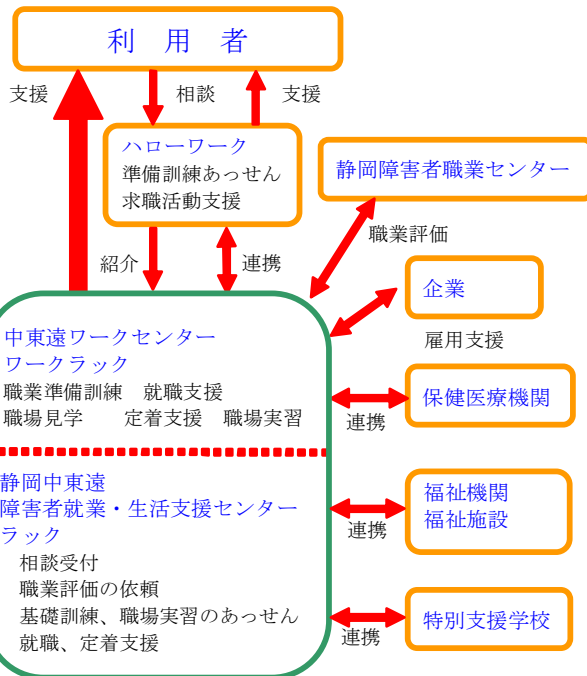 利　用　者
支援
相談
支援
ハローワーク
準備訓練あっせん
求職活動支援
静岡障害者職業センター
職業評価
紹介
連携
企業
雇用支援
中東遠ワークセンター
ワークラック
職業準備訓練　就職支援
職場見学　　定着支援　職場実習
保健医療機関
連携
静岡中東遠
障害者就業・生活支援センター
ラック
相談受付
職業評価の依頼
基礎訓練、職場実習のあっせん
就職、定着支援
福祉機関
福祉施設
連携
特別支援学校
連携